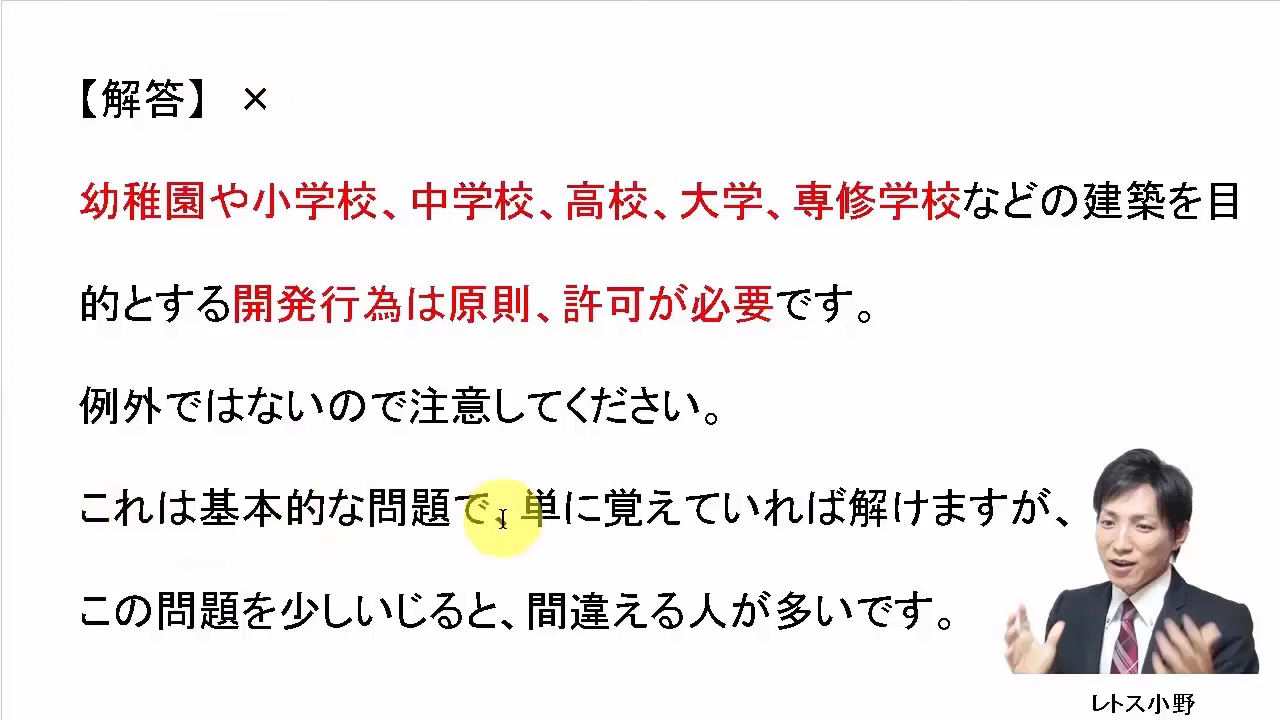 【解答】 ×
幼稚園や小学校、中学校、高校、大学、専修学校などの建築を目
的とする開発行為は原則、許可が必要です。
例外ではないので注意してください。
これは基本的な問題で、単に覚えていれば解けますが、
この問題を少しいじると、間違える人が多いです。
レトス小野